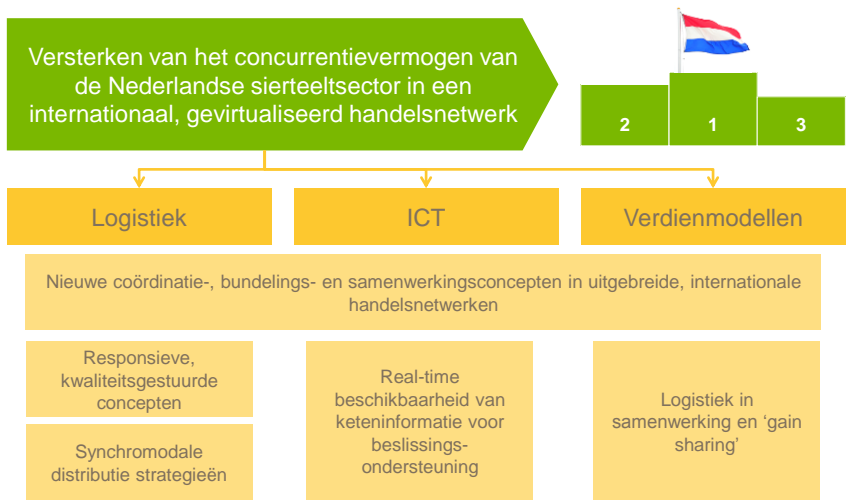 Versterken van het concurrentievermogen van
de Nederlandse sierteeltsector in een
internationaal, gevirtualiseerd handelsnetwerk
2
1
3
Logistiek
ICT
Verdienmodellen
Nieuwe coördinatie-, bundelings- en samenwerkingsconcepten in uitgebreide, internationale
handelsnetwerken
Responsieve,
kwaliteitsgestuurde
concepten
Synchromodale
distributie strategieën
Real-time
beschikbaarheid van
keteninformatie voor
beslissings-
ondersteuning
Logistiek in
samenwerking en ‘gain
sharing’